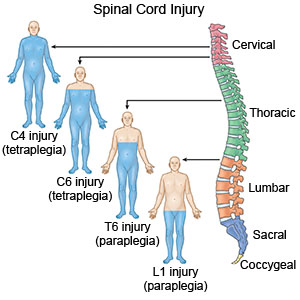 Spinal Cord Injury
Cervical
C4 injury
(tetraplegia)
Thoracic
C6 injury
(tetraplegia)
T6 injury
(paraplegia)
Lumbar
L1 injury
(paraplegia)
Sacral
Coccygeal